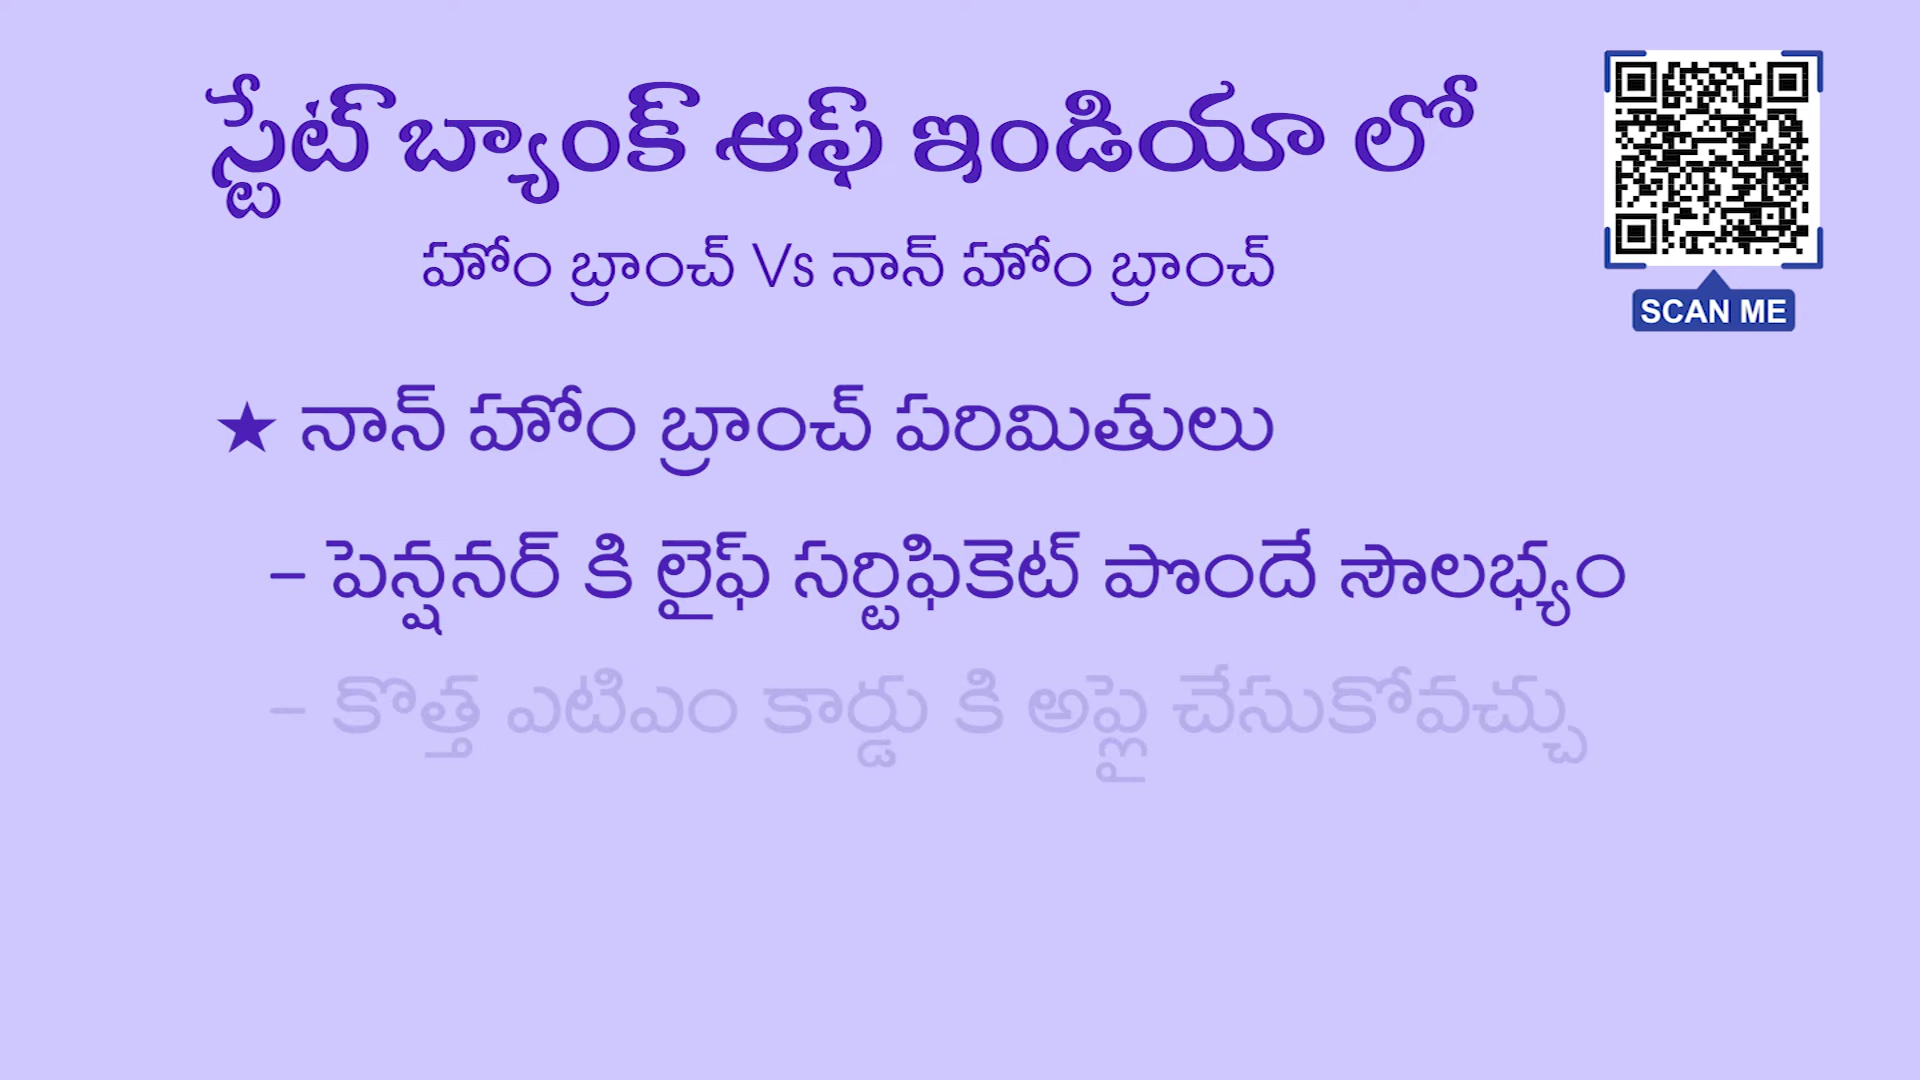 స్టేట్ బ్యాంక్ ఆఫ్ ఇండియా లో
హోం బ్రాంచ్ Vs నాన్ హోం బ్రాంచ్
SCAN ME
★ నాన్ హోం బ్రాంచ్ పరిమితులు
– పెన్షనర్ కి లైఫ్ సర్టిఫికెట్ పొందే సౌలభ్యం
– కొత్త ఎటిఎం కార్డు కి అప్లై చేసుకోవచ్చు